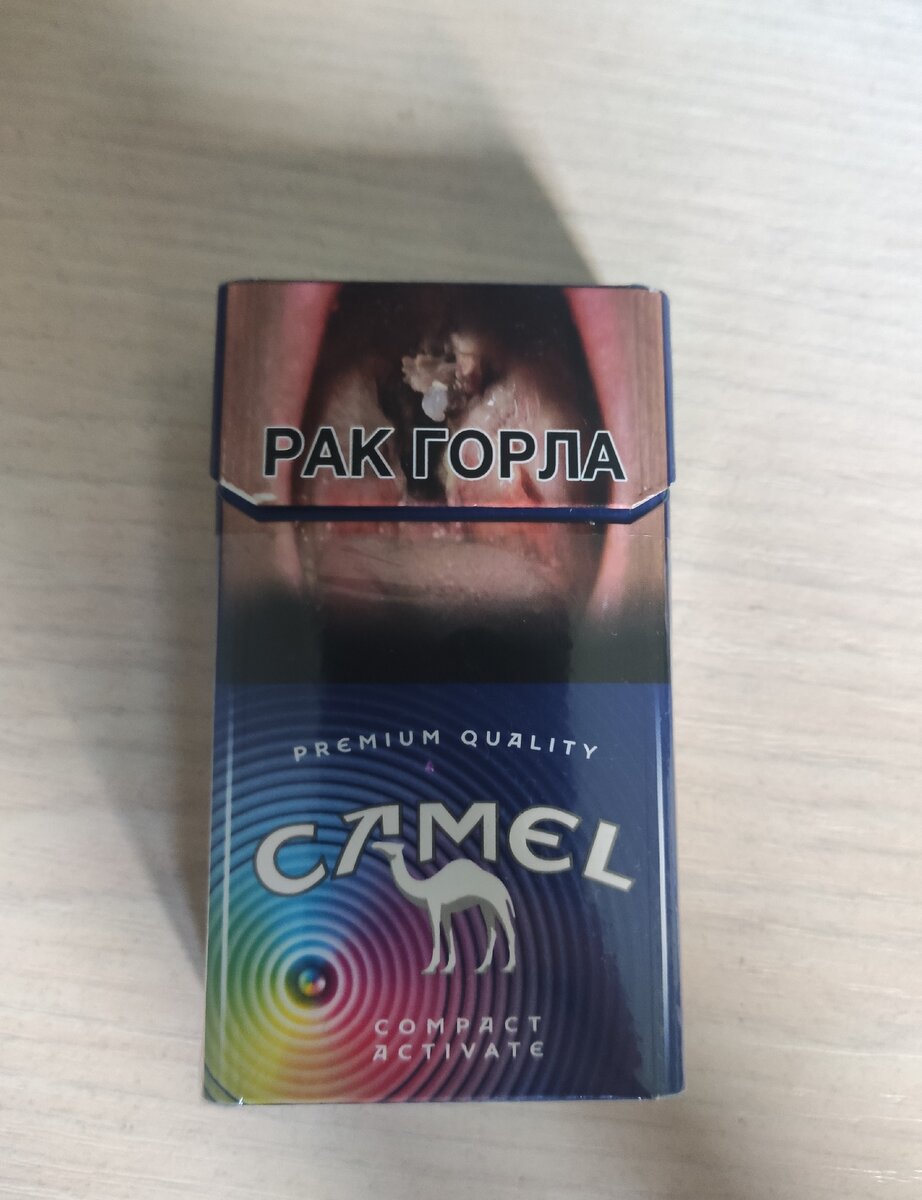 РАК ГОРЛА
PREMIUM QUALITY
CAMEL
COMPACT
ACTIVATE